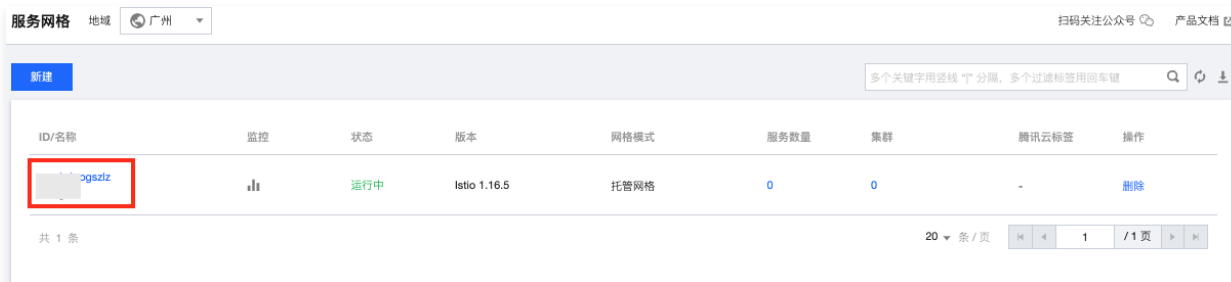 服务网格 地域 广州 扫码关注公众号 产品文档
新建 多个关键字用竖线 "|" 分隔，多个过滤标签用回车键
ID/名称 监控 状态 版本 网格模式 服务数量 集群 腾讯云标签 操作
ogszlz 运行中 Istio 1.16.5 托管网格 0 0 - 删除
共 1 条 20 条 / 页 1 / 1 页